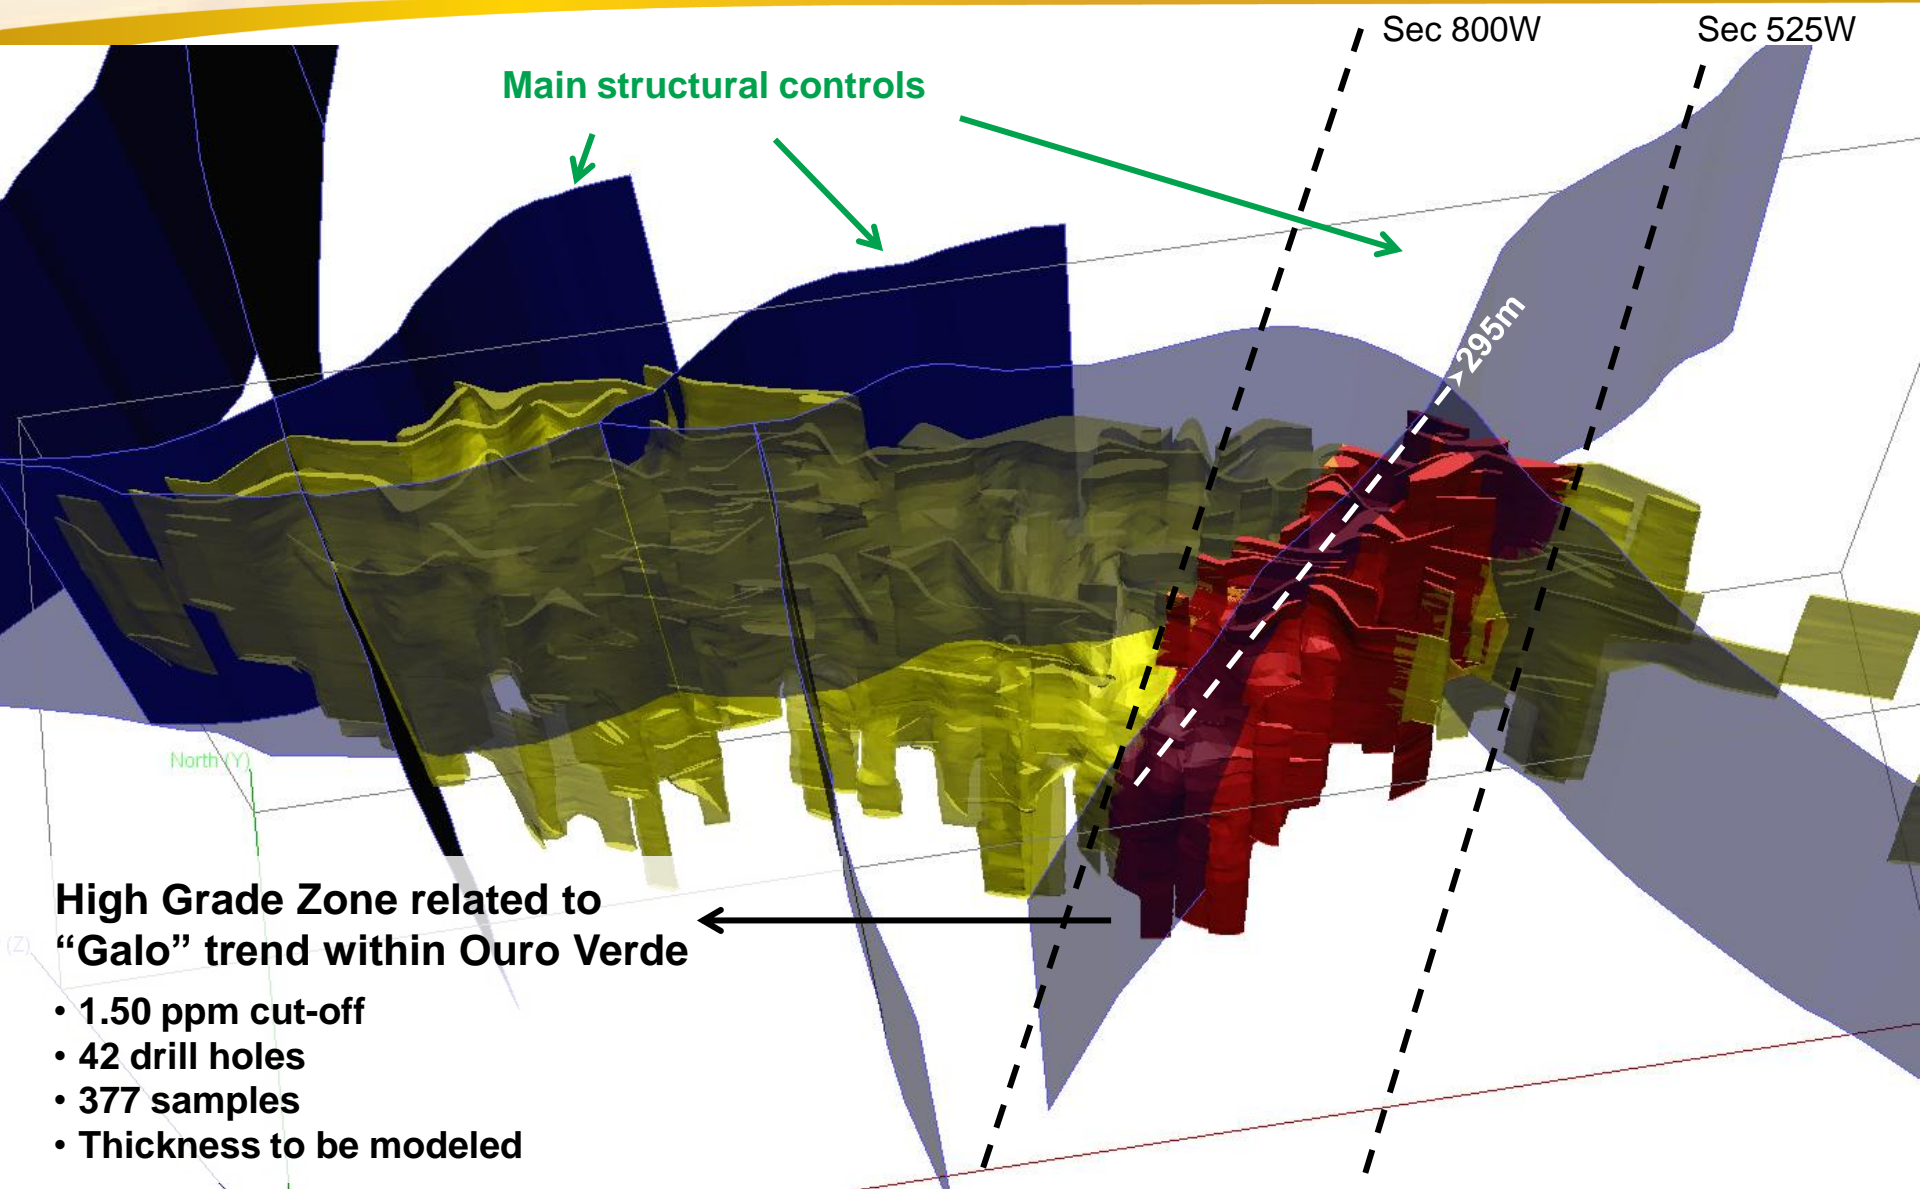 Sec 800W
Sec 525W
Main structural controls
295m
North (Y)
(Z)
High Grade Zone related to
“Galo” trend within Ouro Verde
• 1.50 ppm cut-off
• 42 drill holes
• 377 samples
• Thickness to be modeled